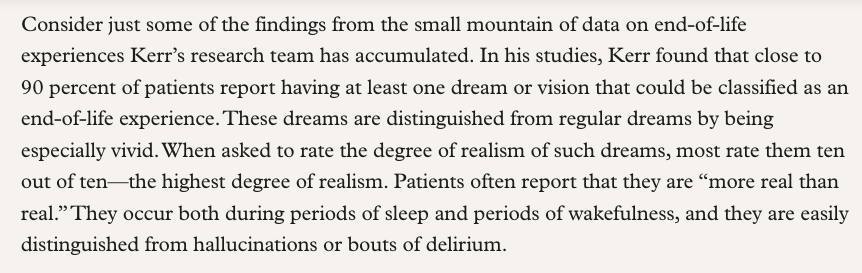 Consider just some of the findings from the small mountain of data on end-of-life
experiences Kerr’s research team has accumulated. In his studies, Kerr found that close to
90 percent of patients report having at least one dream or vision that could be classified as an
end-of-life experience. These dreams are distinguished from regular dreams by being
especially vivid. When asked to rate the degree of realism of such dreams, most rate them ten
out of ten—the highest degree of realism. Patients often report that they are “more real than
real.” They occur both during periods of sleep and periods of wakefulness, and they are easily
distinguished from hallucinations or bouts of delirium.